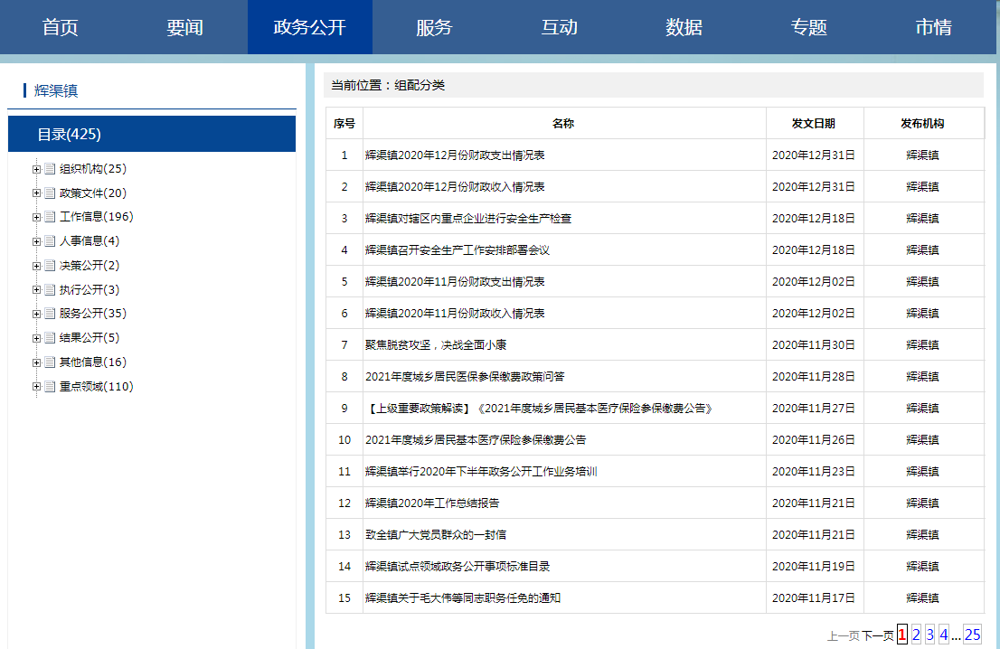 首页 要闻 政务公开 服务 互动 数据 专题 市情
辉渠镇
目录(425)
组织机构(25)
政策文件(20)
工作信息(196)
人事信息(4)
决策公开(2)
执行公开(3)
服务公开(35)
结果公开(5)
其他信息(16)
重点领域(110)
当前位置：组配分类
序号 名称 发文日期 发布机构
1 辉渠镇2020年12月份财政支出情况表 2020年12月31日 辉渠镇
2 辉渠镇2020年12月份财政收入情况表 2020年12月31日 辉渠镇
3 辉渠镇对辖区内重点企业进行安全生产检查 2020年12月18日 辉渠镇
4 辉渠镇召开安全生产工作安排部署会议 2020年12月18日 辉渠镇
5 辉渠镇2020年11月份财政支出情况表 2020年12月02日 辉渠镇
6 辉渠镇2020年11月份财政收入情况表 2020年12月02日 辉渠镇
7 聚焦脱贫攻坚，决战全面小康 2020年11月30日 辉渠镇
8 2021年度城乡居民医保参保缴费政策问答 2020年11月28日 辉渠镇
9 【上级重要政策解读】《2021年度城乡居民基本医疗保险参保缴费公告》 2020年11月27日 辉渠镇
10 2021年度城乡居民基本医疗保险参保缴费公告 2020年11月26日 辉渠镇
11 辉渠镇举行2020年下半年政务公开工作业务培训 2020年11月23日 辉渠镇
12 辉渠镇2020年工作总结报告 2020年11月21日 辉渠镇
13 致全镇广大党员群众的一封信 2020年11月21日 辉渠镇
14 辉渠镇试点领域政务公开事项标准目录 2020年11月19日 辉渠镇
15 辉渠镇关于毛大伟等同志职务任免的通知 2020年11月17日 辉渠镇
上一页 下一页 1 2 3 4 ... 25